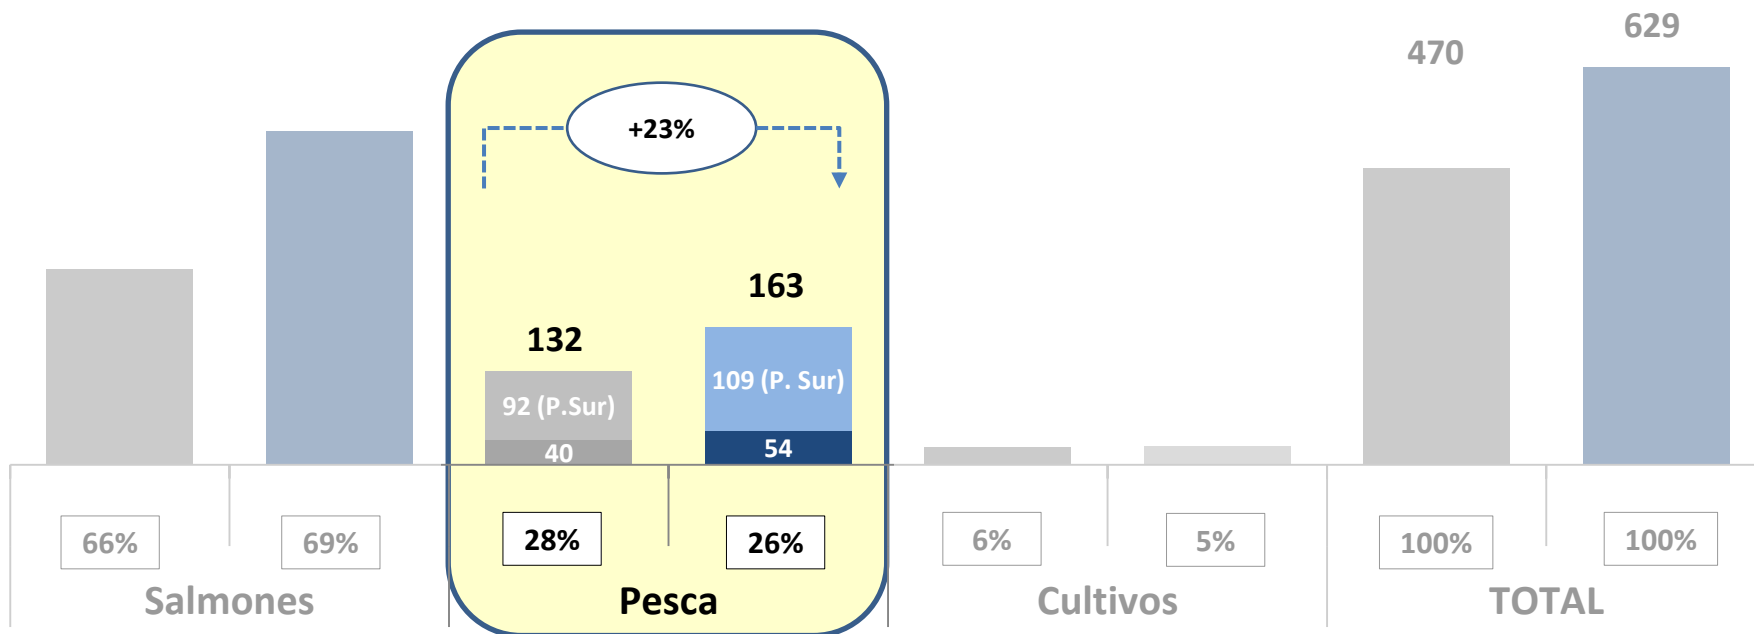 629
470
+23%
163
132
109 (P. Sur)
92 (P.Sur)
54
40
66%
69%
28%
26%
6%
5%
100%
100%
Salmones
Pesca
Cultivos
TOTAL